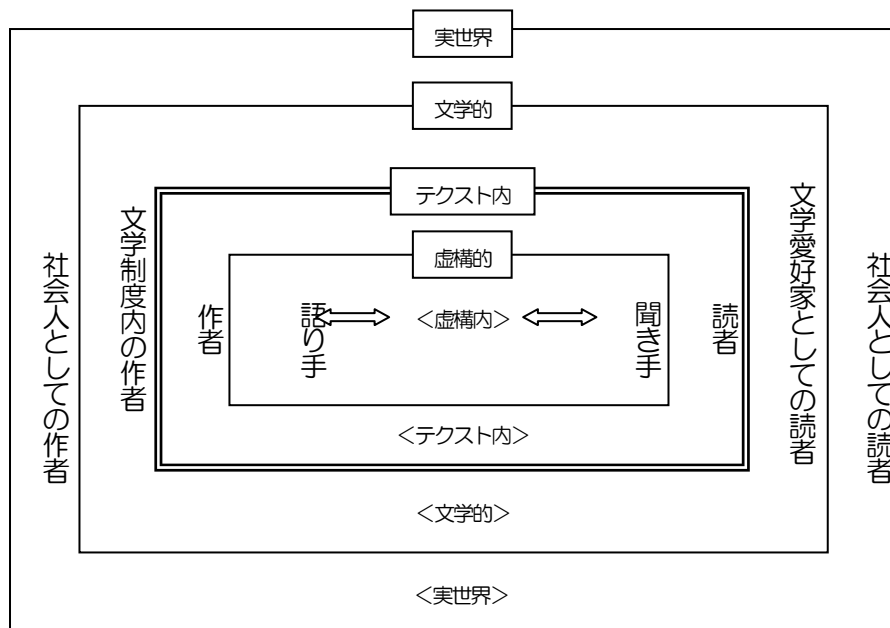 実世界
文学的
テクスト内
虚構的
社会人としての作者
文学制度内の作者
作者
語り手
＜虚構内＞
聞き手
読者
文学愛好家としての読者
社会人としての読者
＜テクスト内＞
＜文学的＞
＜実世界＞